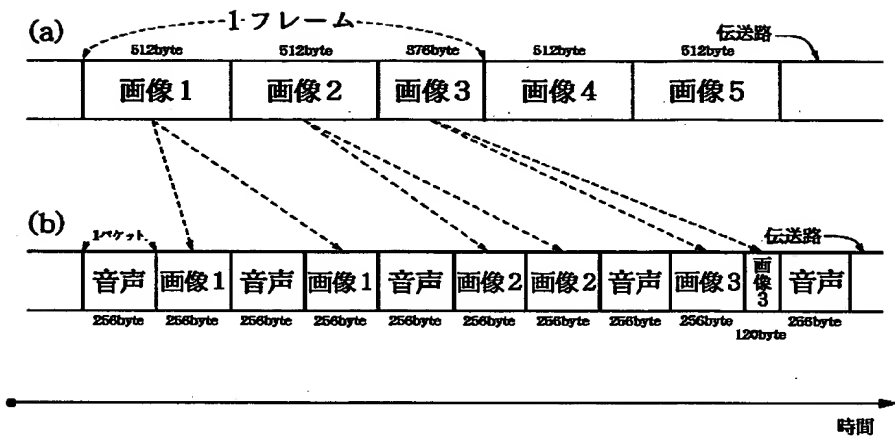 (a)
1フレーム
512byte 512byte 376byte 512byte 512byte 伝送路
画像1 画像2 画像3 画像4 画像5
(b)
1パケット 伝送路
音声 画像1 音声 画像1 音声 画像2 画像2 音声 画像3 画像3 音声
256byte 256byte 256byte 256byte 256byte 256byte 256byte 256byte 256byte 120byte 256byte
時間